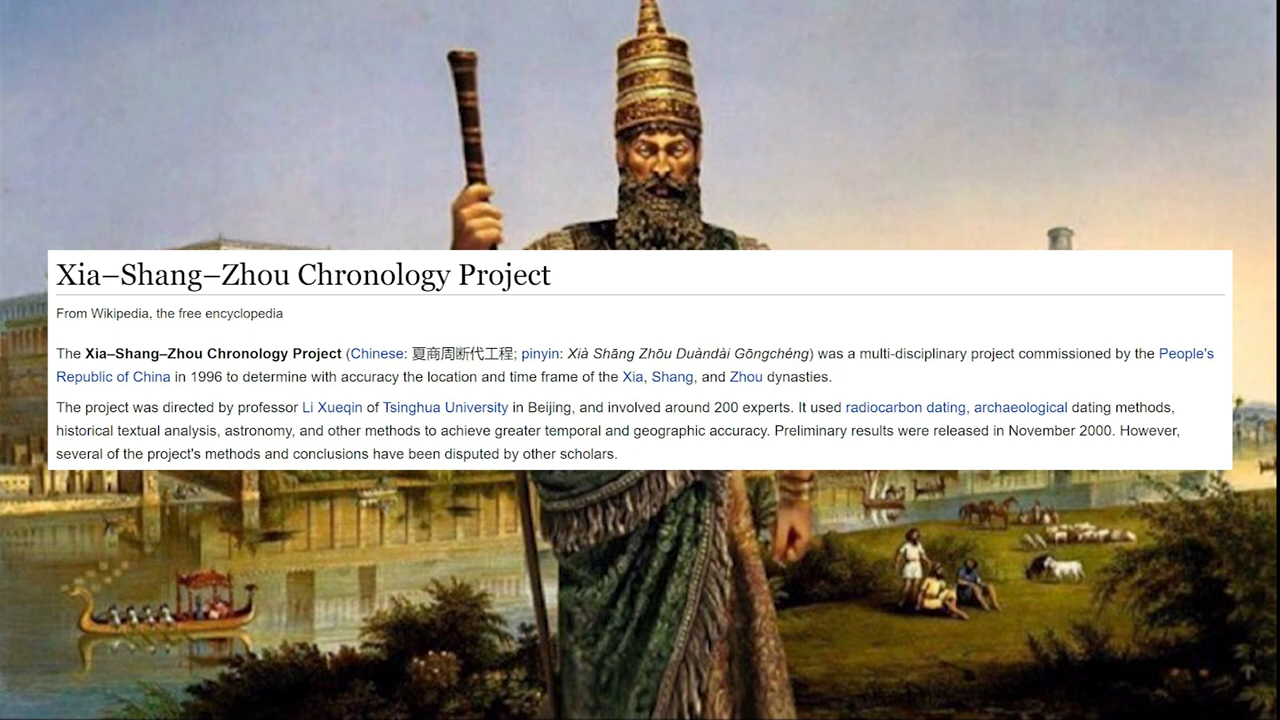 Xia–Shang–Zhou Chronology Project
From Wikipedia, the free encyclopedia
The Xia–Shang–Zhou Chronology Project (Chinese: 夏商周断代工程; pinyin: Xià Shāng Zhōu Duàndài Gōngchéng) was a multi-disciplinary project commissioned by the People's
Republic of China in 1996 to determine with accuracy the location and time frame of the Xia, Shang, and Zhou dynasties.
The project was directed by professor Li Xueqin of Tsinghua University in Beijing, and involved around 200 experts. It used radiocarbon dating, archaeological dating methods,
historical textual analysis, astronomy, and other methods to achieve greater temporal and geographic accuracy. Preliminary results were released in November 2000. However,
several of the project's methods and conclusions have been disputed by other scholars.